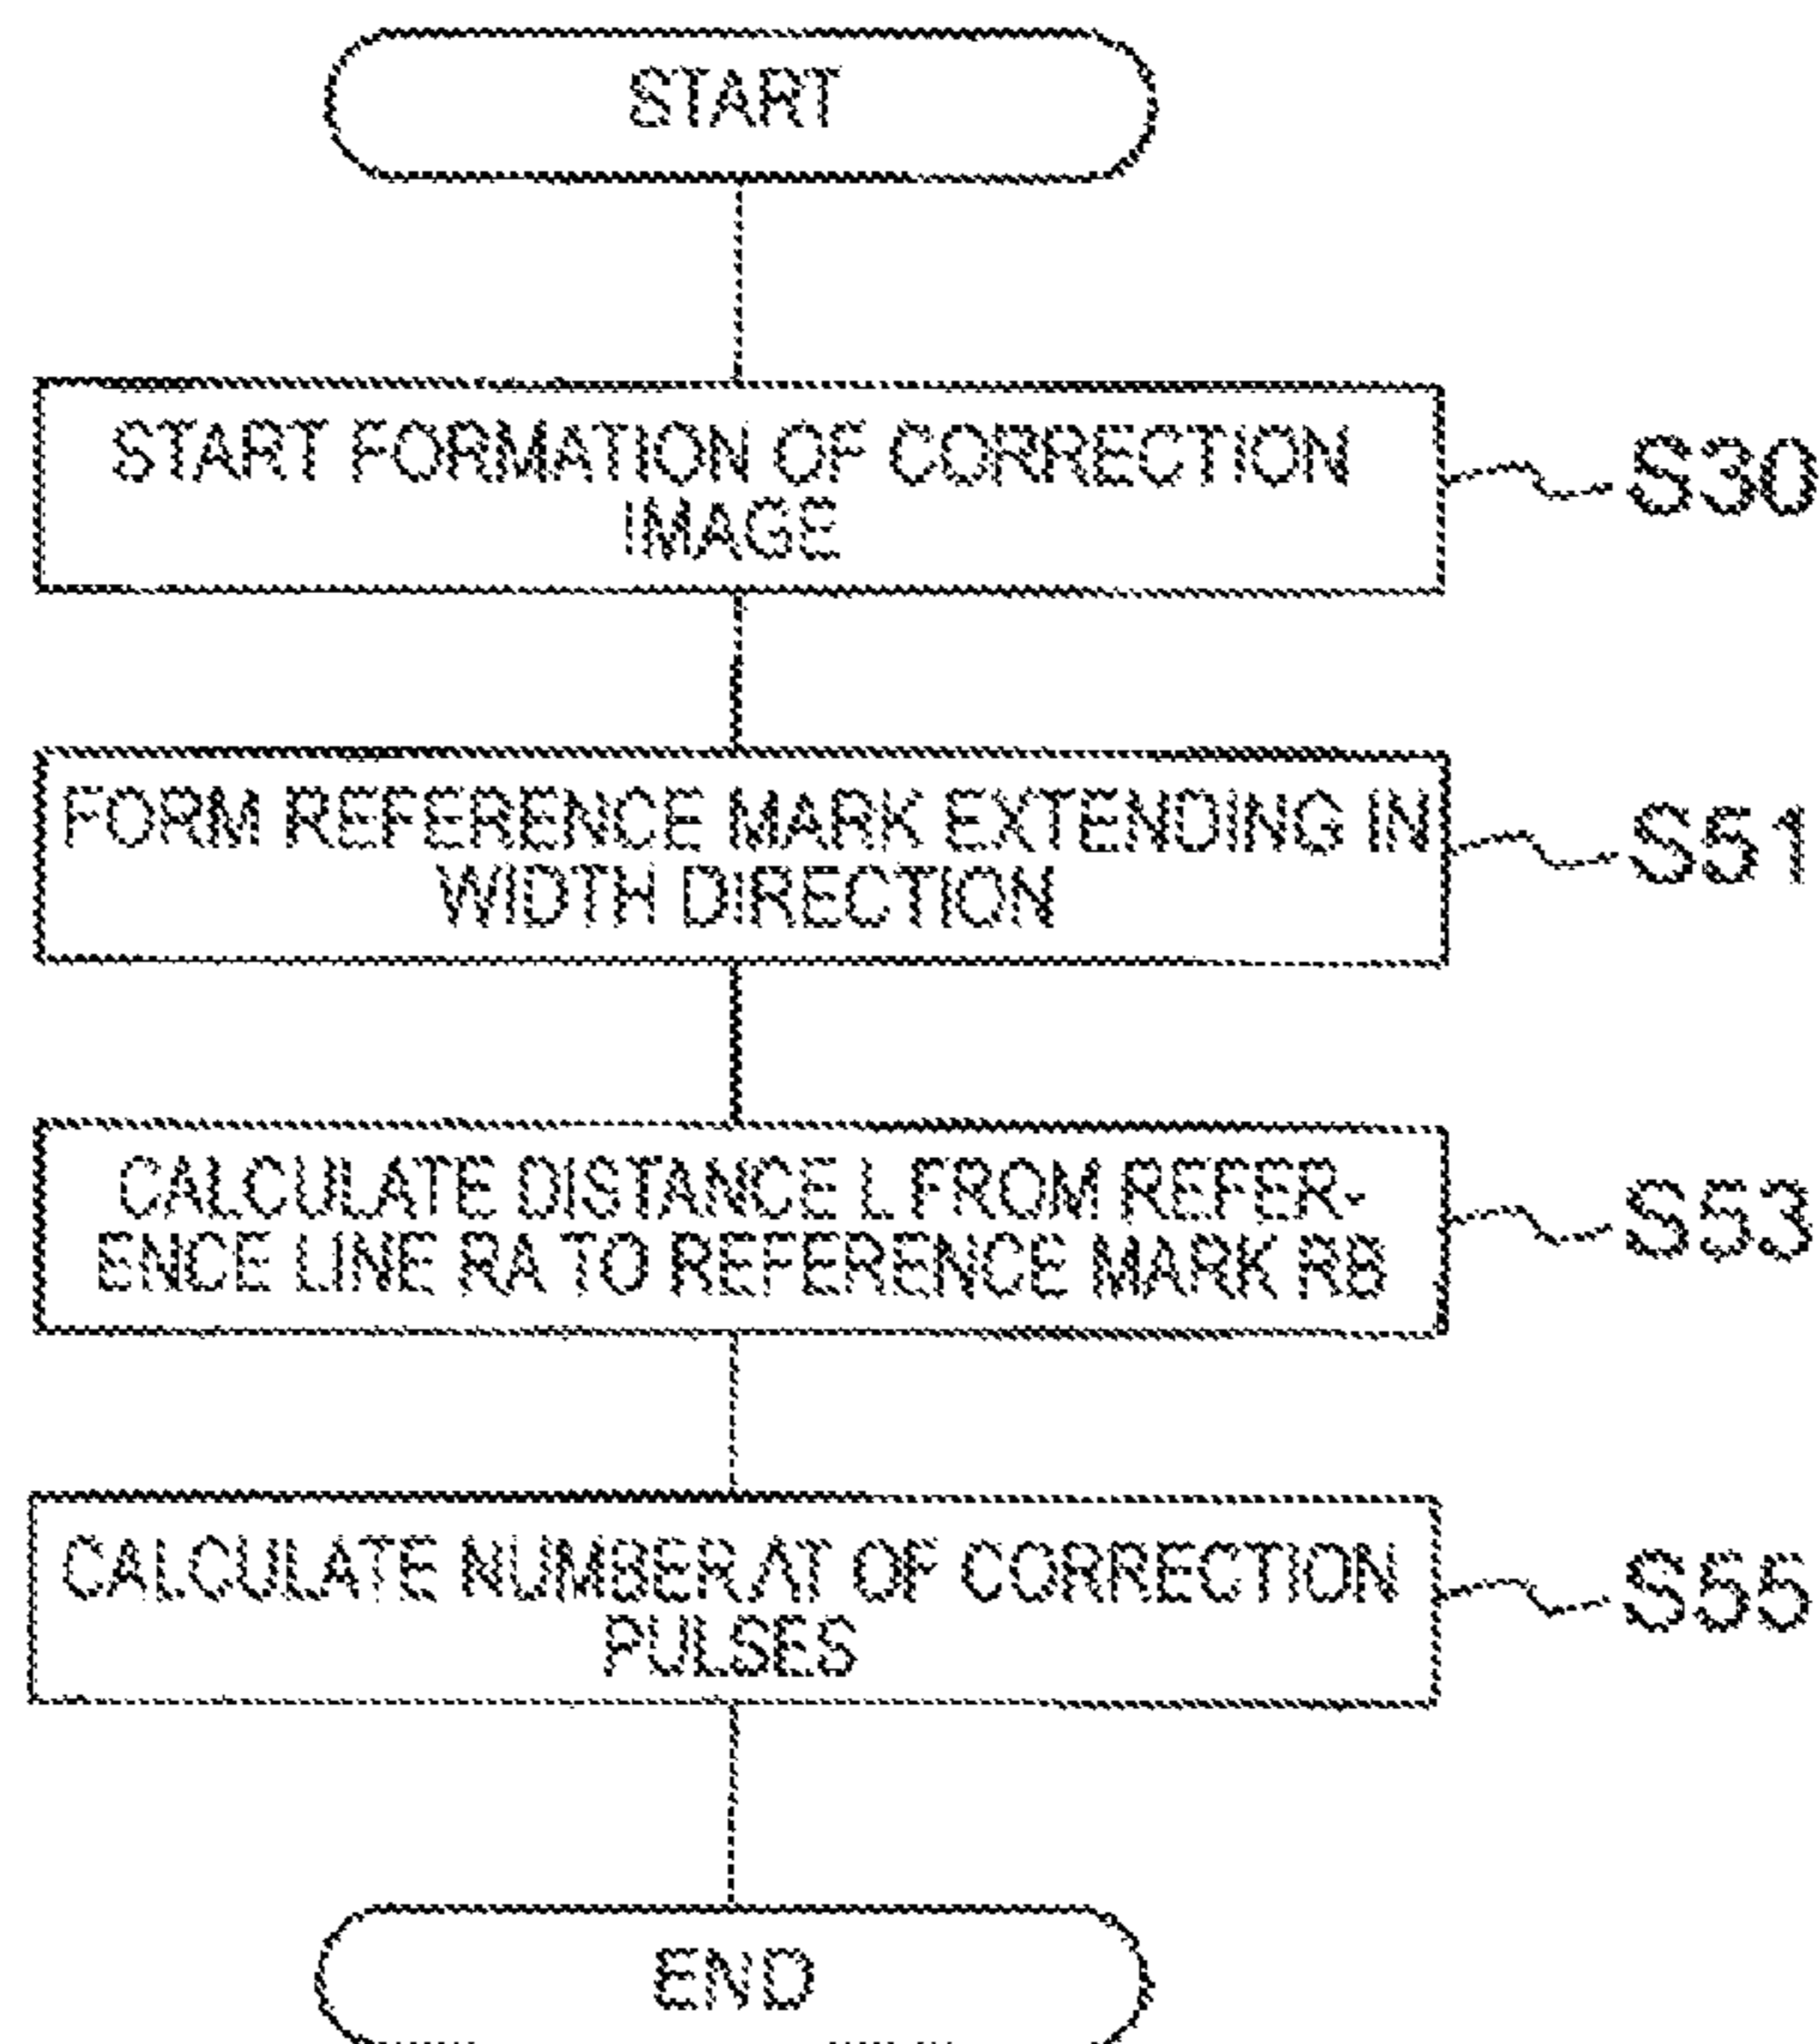 START
START FORMATION OF CORRECTION
IMAGE
S30
FORM REFERENCE MARK EXTENDING IN
WIDTH DIRECTION
S51
CALCULATE DISTANCE L FROM REFER-
ENCE LINE RA TO REFERENCE MARK RB
S53
CALCULATE NUMBER ΛT OF CORRECTION
PULSES
S55
END